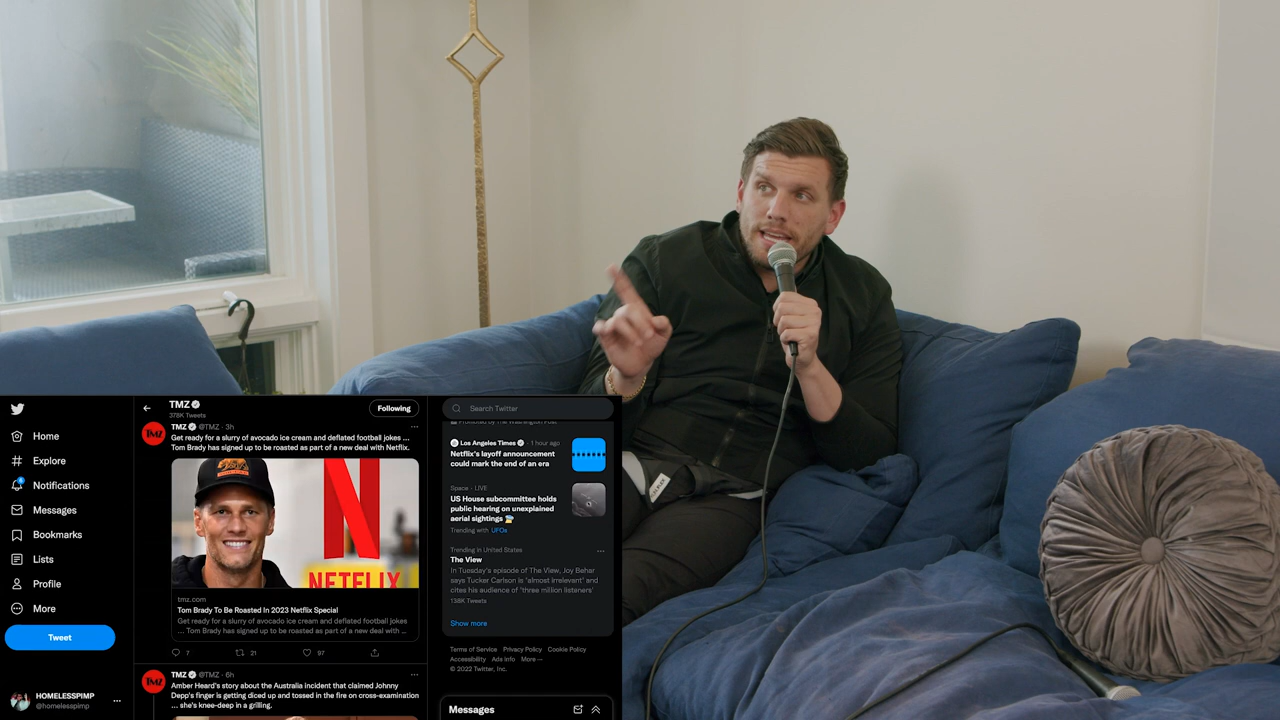 Home
Explore
Notifications
Messages
Bookmarks
Lists
Profile
More
Tweet
HOMELESSPIMP
@homelesspimp
TMZ
378K Tweets
Following
TMZ @TMZ · 3h
Get ready for a slurry of avocado ice cream and deflated football jokes ...
Tom Brady has signed up to be roasted as part of a new deal with Netflix.
NETFLIX
tmz.com
Tom Brady To Be Roasted In 2023 Netflix Special
Get ready for a slurry of avocado ice cream and deflated football jokes
... Tom Brady has signed up to be roasted as part of a new deal with ...
7
21
97
TMZ @TMZ · 6h
Amber Heard's story about the Australia incident that claimed Johnny
Depp's finger is getting diced up and tossed in the fire on cross-examination
... she's knee-deep in a grilling.
Search Twitter
Promoted by The Washington Post
Los Angeles Times · 1 hour ago
Netflix's layoff announcement
could mark the end of an era
Space · LIVE
US House subcommittee holds
public hearing on unexplained
aerial sightings
Trending with UFOs
Trending in United States
The View
In Tuesday's episode of The View, Joy Behar
says Tucker Carlson is 'almost irrelevant' and
cites his audience of 'three million listeners'
138K Tweets
Show more
Terms of Service Privacy Policy Cookie Policy
Accessibility Ads info More ···
© 2022 Twitter, Inc.
Messages